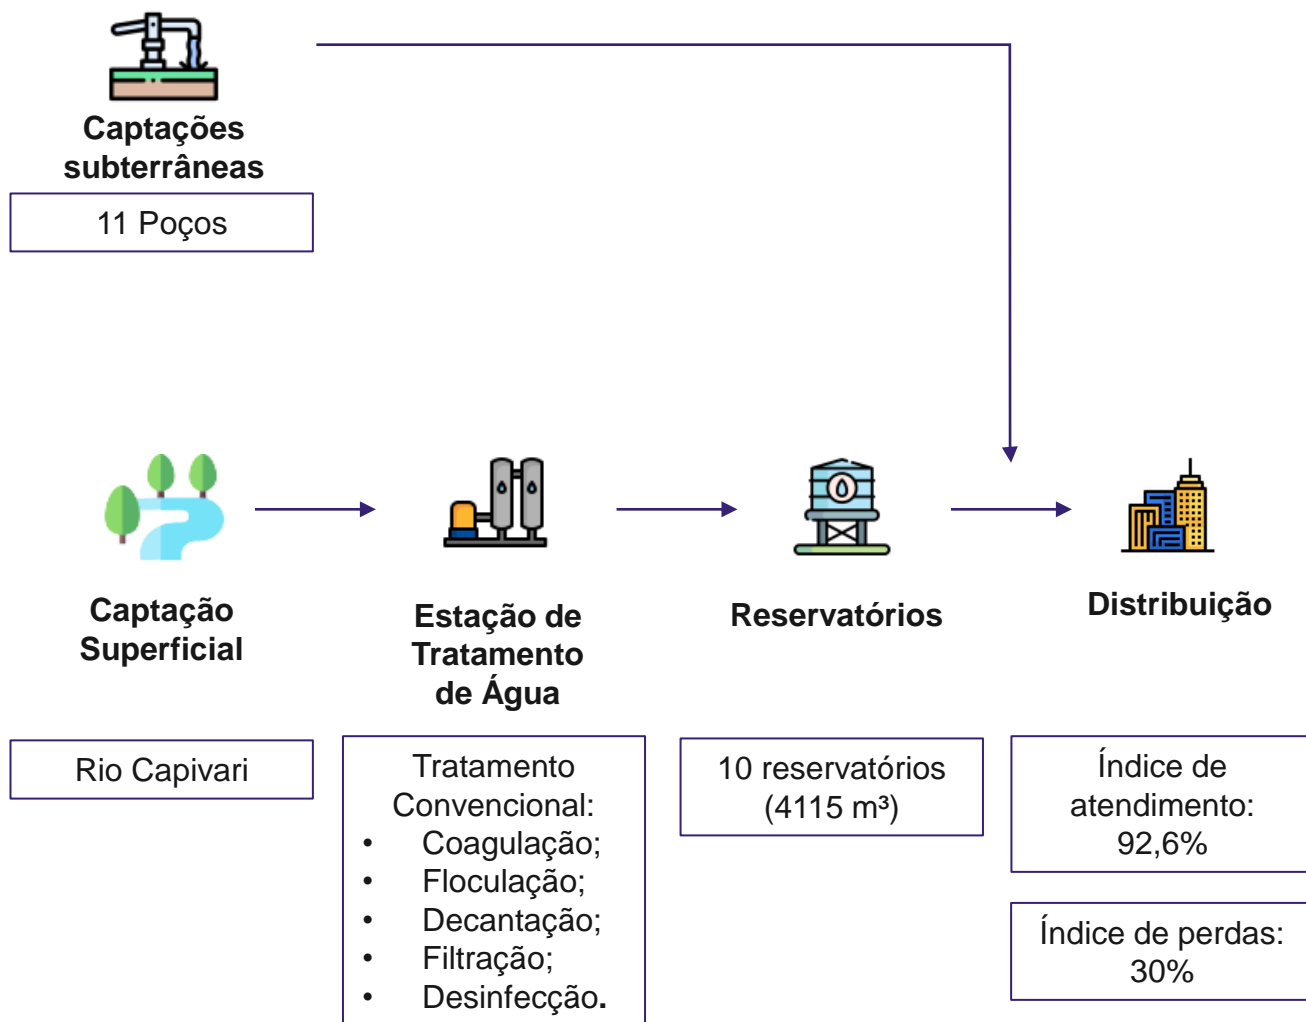 Captações
subterrâneas
11 Poços
Captação
Superficial
Rio Capivari
Estação de
Tratamento
de Água
Tratamento
Convencional:
• Coagulação;
• Floculação;
• Decantação;
• Filtração;
• Desinfecção.
Reservatórios
10 reservatórios
(4115 m³)
Distribuição
Índice de
atendimento:
92,6%
Índice de perdas:
30%